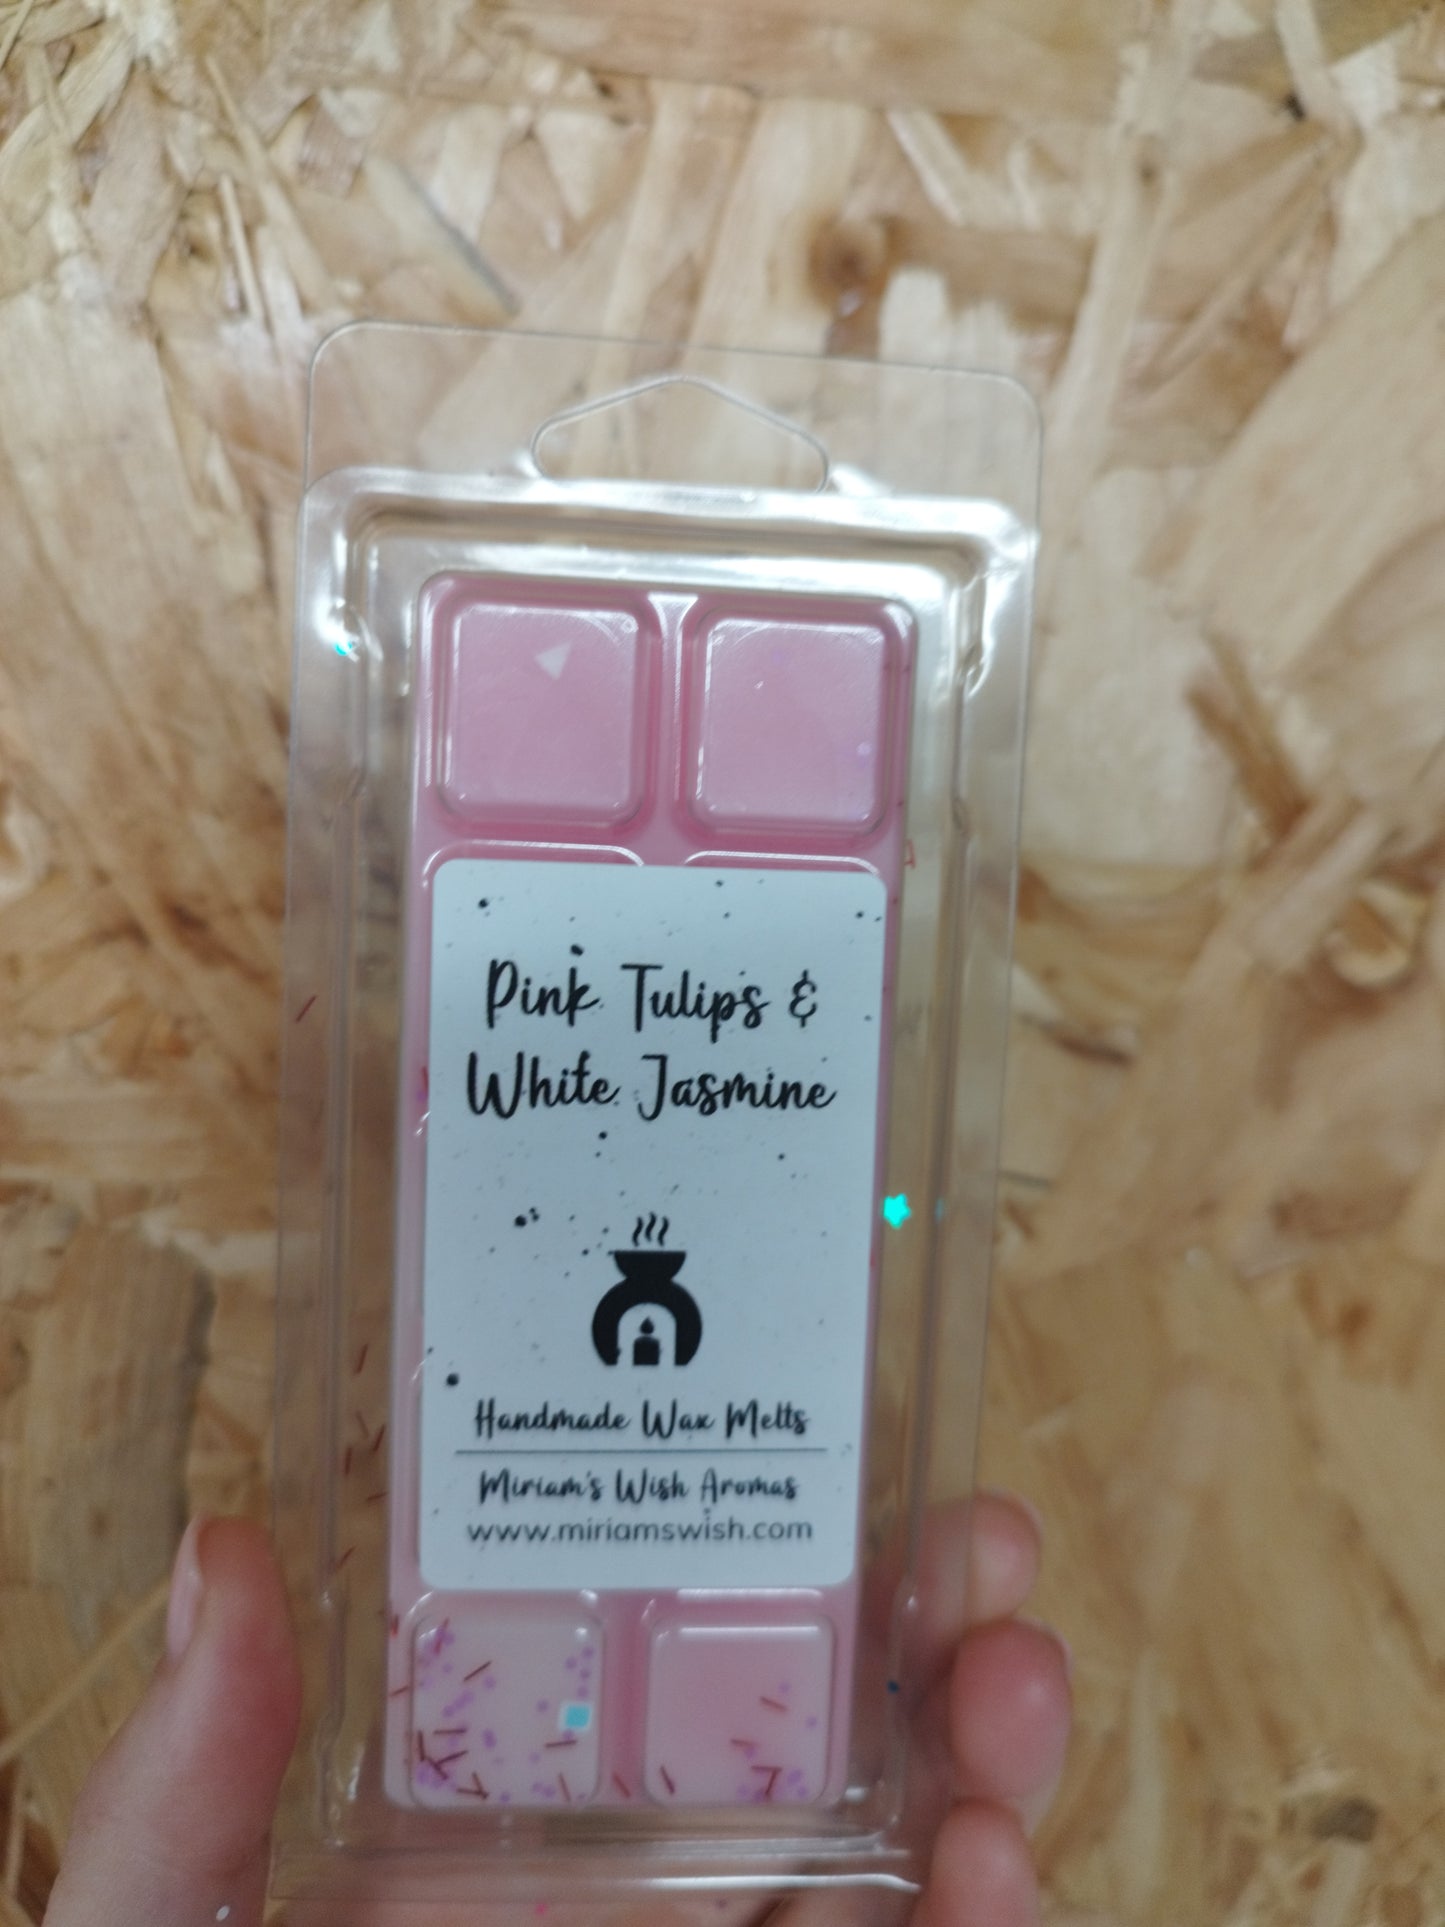 Pink Tulips &
White Jasmine
Handmade Wax Melts
Miriam's Wish Aromas
www.miriamswish.com